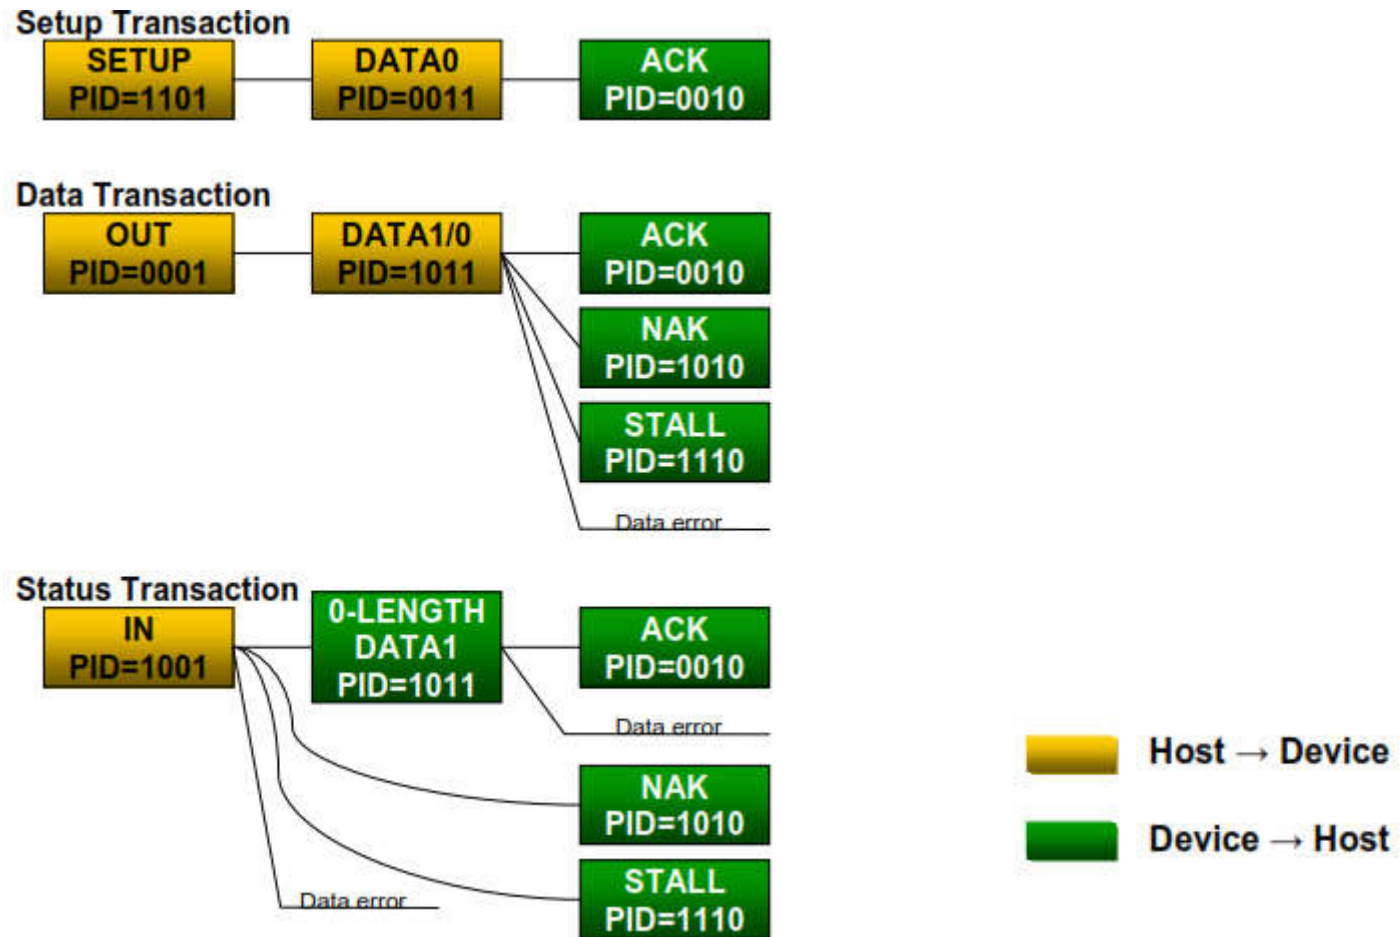 Setup Transaction
SETUP
PID=1101
DATA0
PID=0011
ACK
PID=0010
Data Transaction
OUT
PID=0001
DATA1/0
PID=1011
ACK
PID=0010
NAK
PID=1010
STALL
PID=1110
Data error
Status Transaction
IN
PID=1001
0-LENGTH
DATA1
PID=1011
ACK
PID=0010
Data error
NAK
PID=1010
STALL
PID=1110
Data error
Host → Device
Device → Host